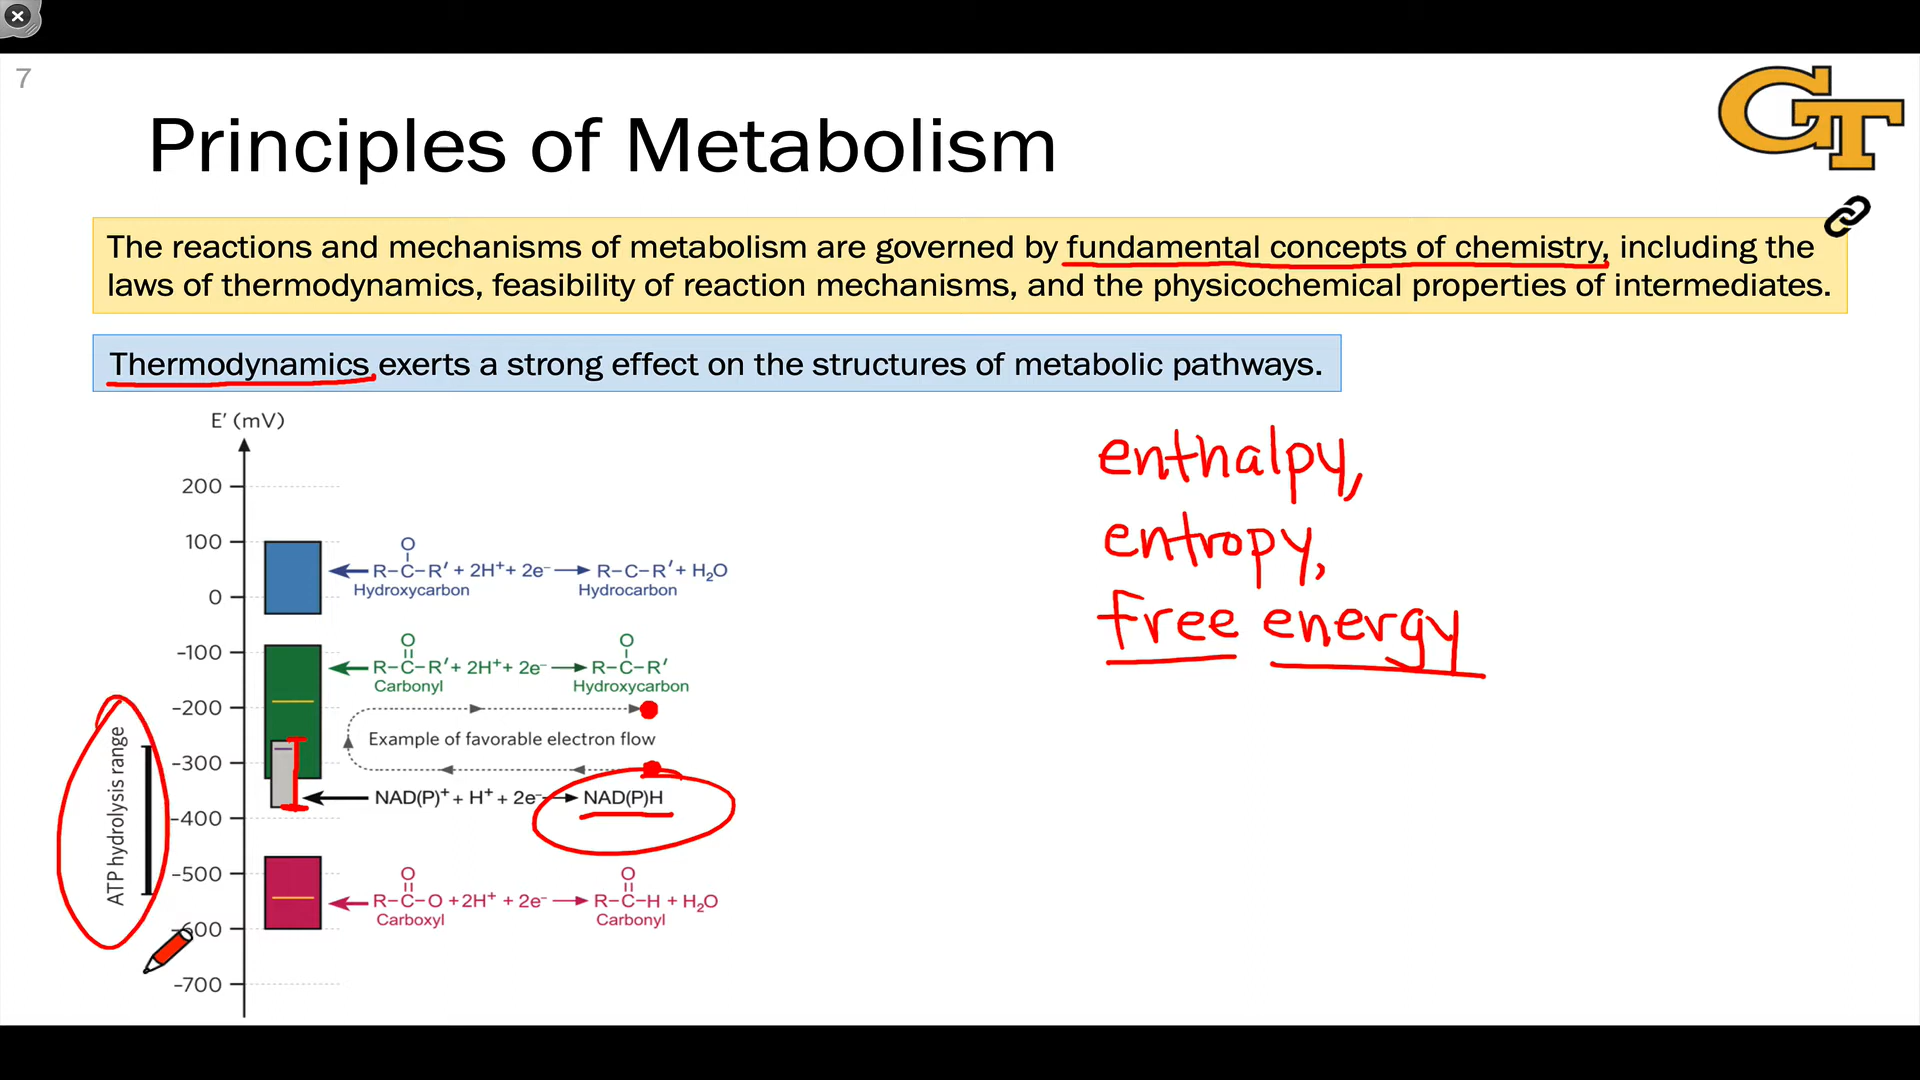 7
GT
Principles of Metabolism
The reactions and mechanisms of metabolism are governed by fundamental concepts of chemistry, including the
laws of thermodynamics, feasibility of reaction mechanisms, and the physicochemical properties of intermediates.
Thermodynamics exerts a strong effect on the structures of metabolic pathways.
E′ (mV)
200
100
0
-100
-200
-300
-400
-500
-600
-700
ATP hydrolysis range
O
R–C–R′ + 2H⁺ + 2e⁻ → R–C–R′ + H₂O
Hydroxycarbon Hydrocarbon
O O
R–C–R′ + 2H⁺ + 2e⁻ → R–C–R′
Carbonyl Hydroxycarbon
Example of favorable electron flow
NAD(P)⁺ + H⁺ + 2e⁻ → NAD(P)H
O O
R–C–O + 2H⁺ + 2e⁻ → R–C–H + H₂O
Carboxyl Carbonyl
enthalpy,
entropy,
free energy